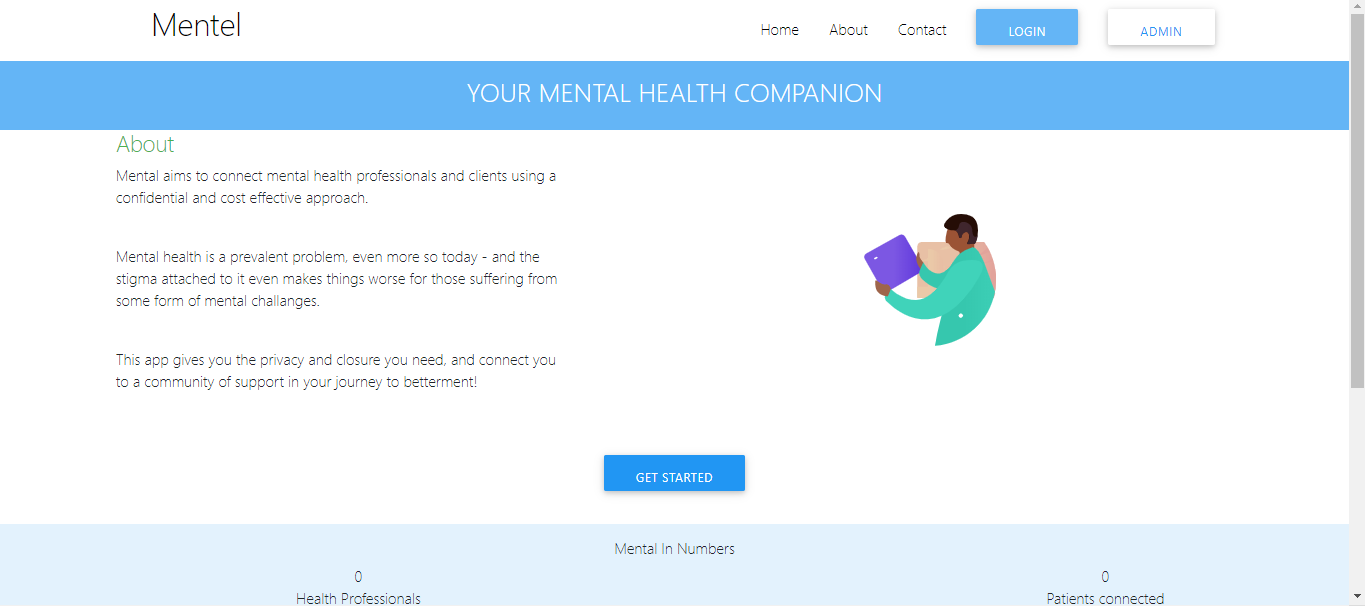 Mentel
Home
About
Contact
LOGIN
ADMIN
YOUR MENTAL HEALTH COMPANION
About
Mental aims to connect mental health professionals and clients using a
confidential and cost effective approach.
Mental health is a prevalent problem, even more so today - and the
stigma attached to it even makes things worse for those suffering from
some form of mental challanges.
This app gives you the privacy and closure you need, and connect you
to a community of support in your journey to betterment!
GET STARTED
Mental In Numbers
0
Health Professionals
0
Patients connected